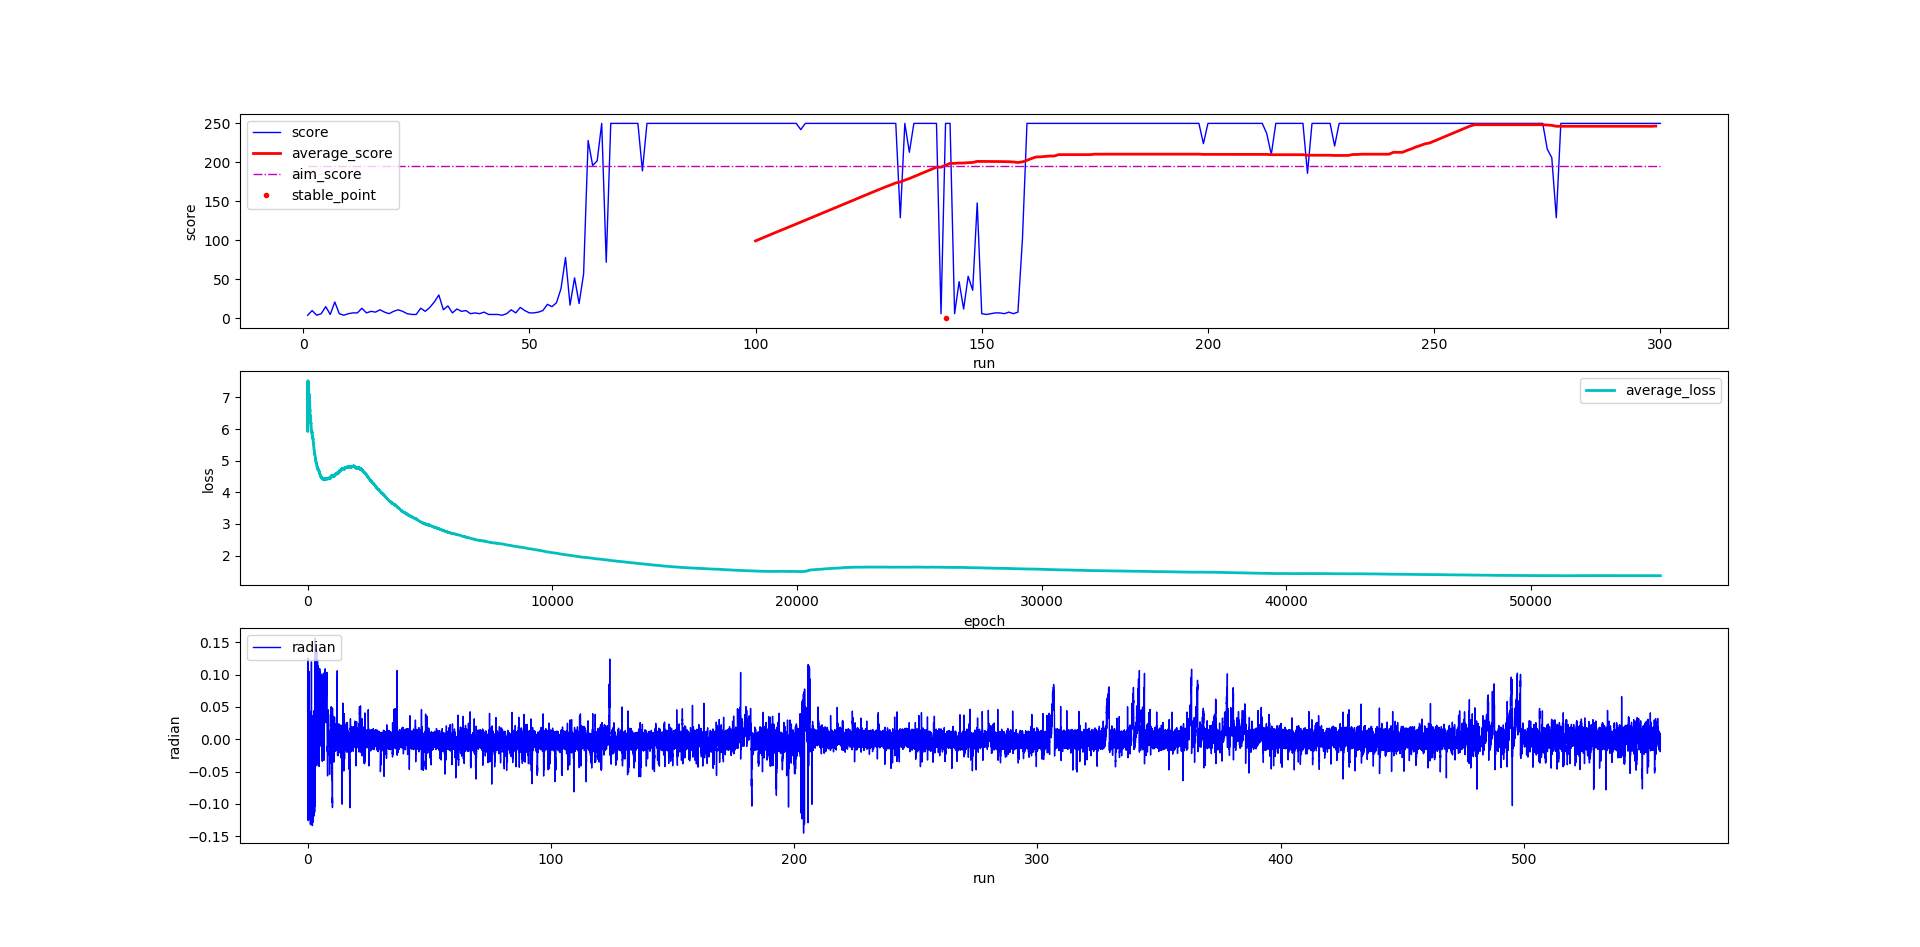 250
200
150
100
50
0
score
score
average_score
aim_score
stable_point
0 50 100 150 200 250 300
run
7
6
5
4
3
2
loss
average_loss
0 10000 20000 30000 40000 50000
epoch
0.15
0.10
0.05
0.00
−0.05
−0.10
−0.15
radian
radian
0 100 200 300 400 500
run